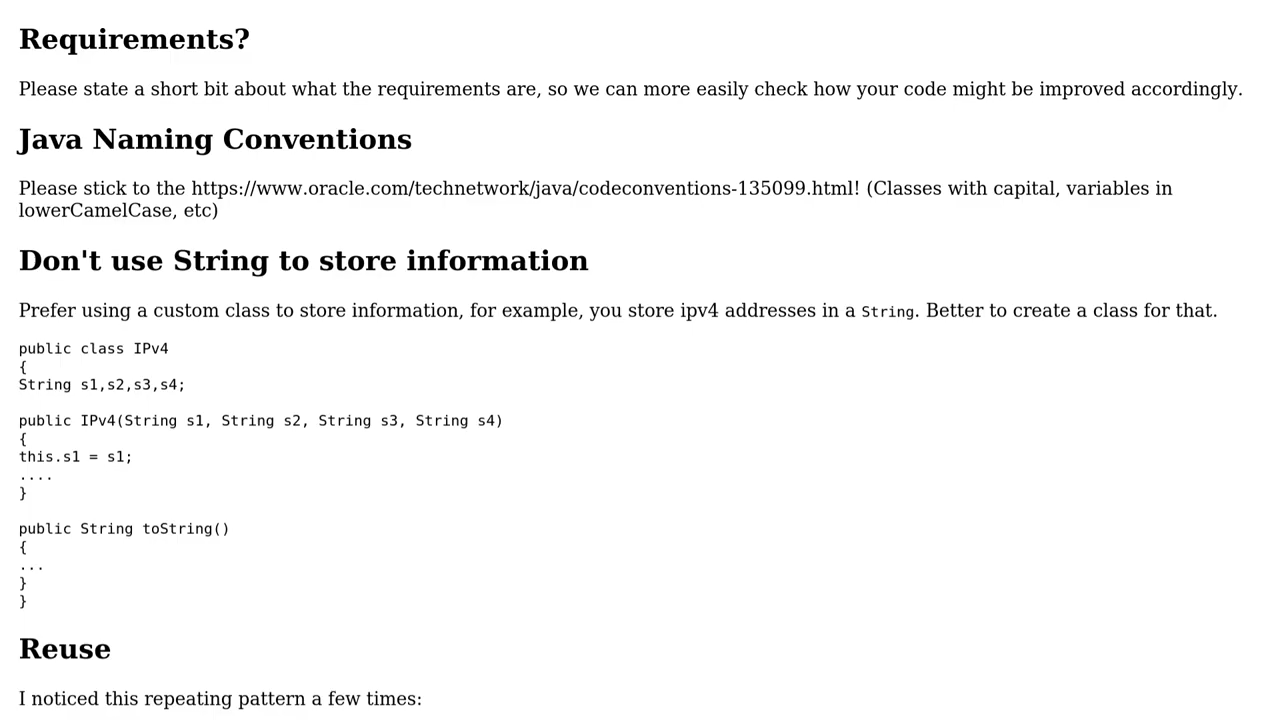 Requirements?
Please state a short bit about what the requirements are, so we can more easily check how your code might be improved accordingly.
Java Naming Conventions
Please stick to the https://www.oracle.com/technetwork/java/codeconventions-135099.html! (Classes with capital, variables in
lowerCamelCase, etc)
Don't use String to store information
Prefer using a custom class to store information, for example, you store ipv4 addresses in a String. Better to create a class for that.
public class IPv4
{
String s1,s2,s3,s4;
public IPv4(String s1, String s2, String s3, String s4)
{
this.s1 = s1;
....
}
public String toString()
{
...
}
}
Reuse
I noticed this repeating pattern a few times: